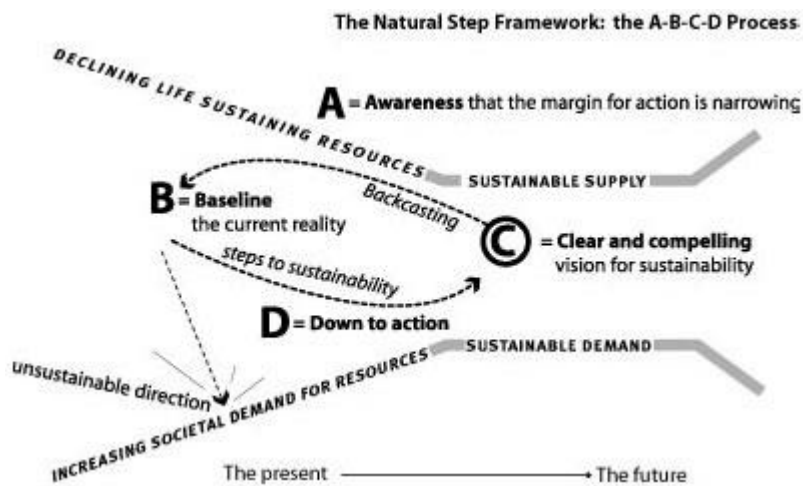 The Natural Step Framework: the A-B-C-D Process
DECLINING LIFE SUSTAINING RESOURCES
A = Awareness that the margin for action is narrowing
SUSTAINABLE SUPPLY
Backcasting
B = Baseline
the current reality
C = Clear and compelling
vision for sustainability
steps to sustainability
D = Down to action
SUSTAINABLE DEMAND
unsustainable direction
INCREASING SOCIETAL DEMAND FOR RESOURCES
The present
The future